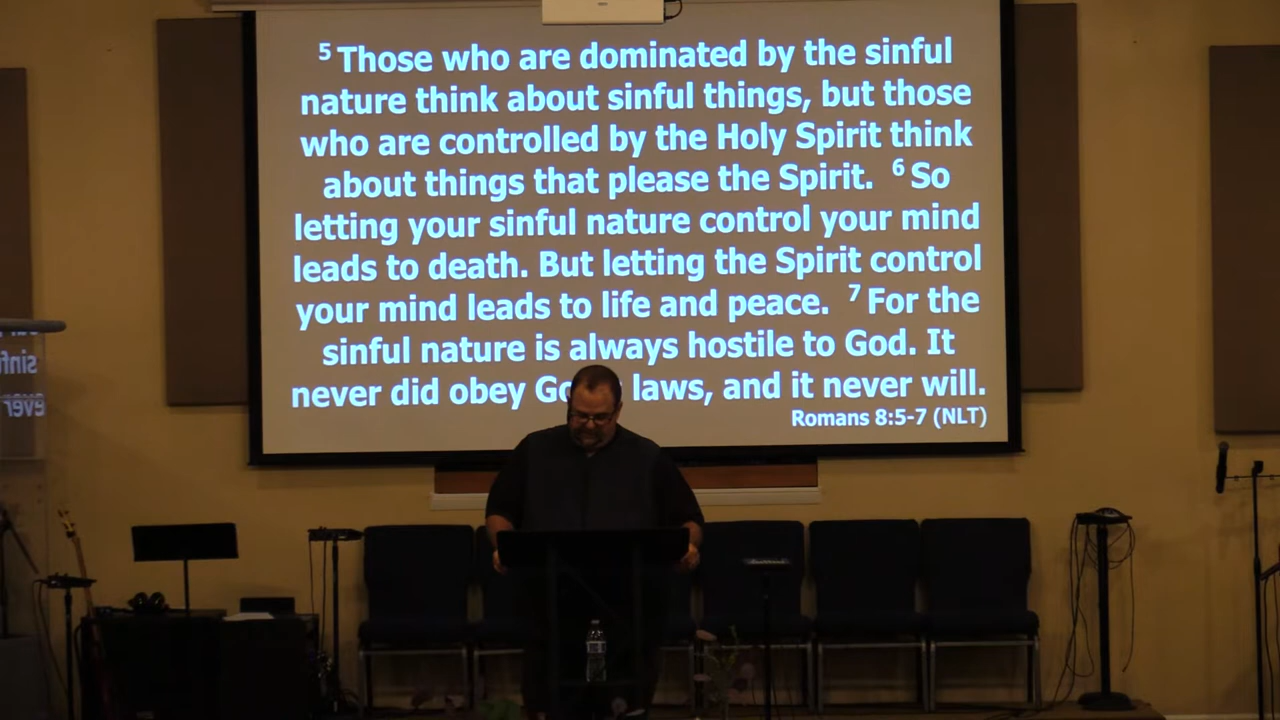 5 Those who are dominated by the sinful
nature think about sinful things, but those
who are controlled by the Holy Spirit think
about things that please the Spirit. 6 So
letting your sinful nature control your mind
leads to death. But letting the Spirit control
your mind leads to life and peace. 7 For the
sinful nature is always hostile to God. It
never did obey laws, and it never will.
Romans 8:5-7 (NLT)